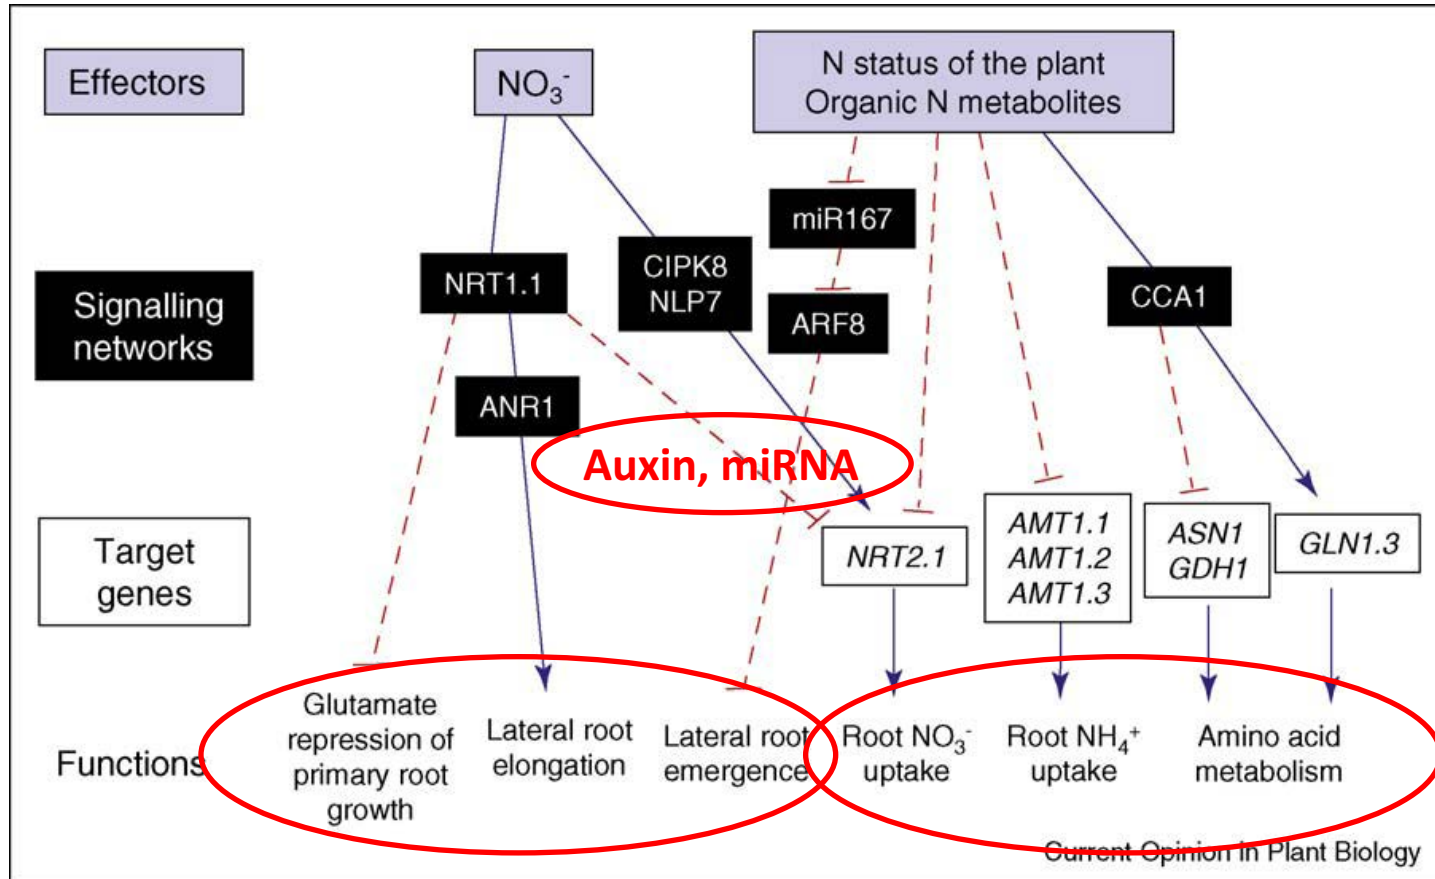 Effectors
NO₃⁻
N status of the plant
Organic N metabolites
Signalling
networks
NRT1.1
CIPK8
NLP7
miR167
ARF8
CCA1
ANR1
Auxin, miRNA
Target
genes
NRT2.1
AMT1.1
AMT1.2
AMT1.3
ASN1
GDH1
GLN1.3
Functions
Glutamate
repression of
primary root
growth
Lateral root
elongation
Lateral root
emergence
Root NO₃⁻
uptake
Root NH₄⁺
uptake
Amino acid
metabolism
Current Opinion in Plant Biology